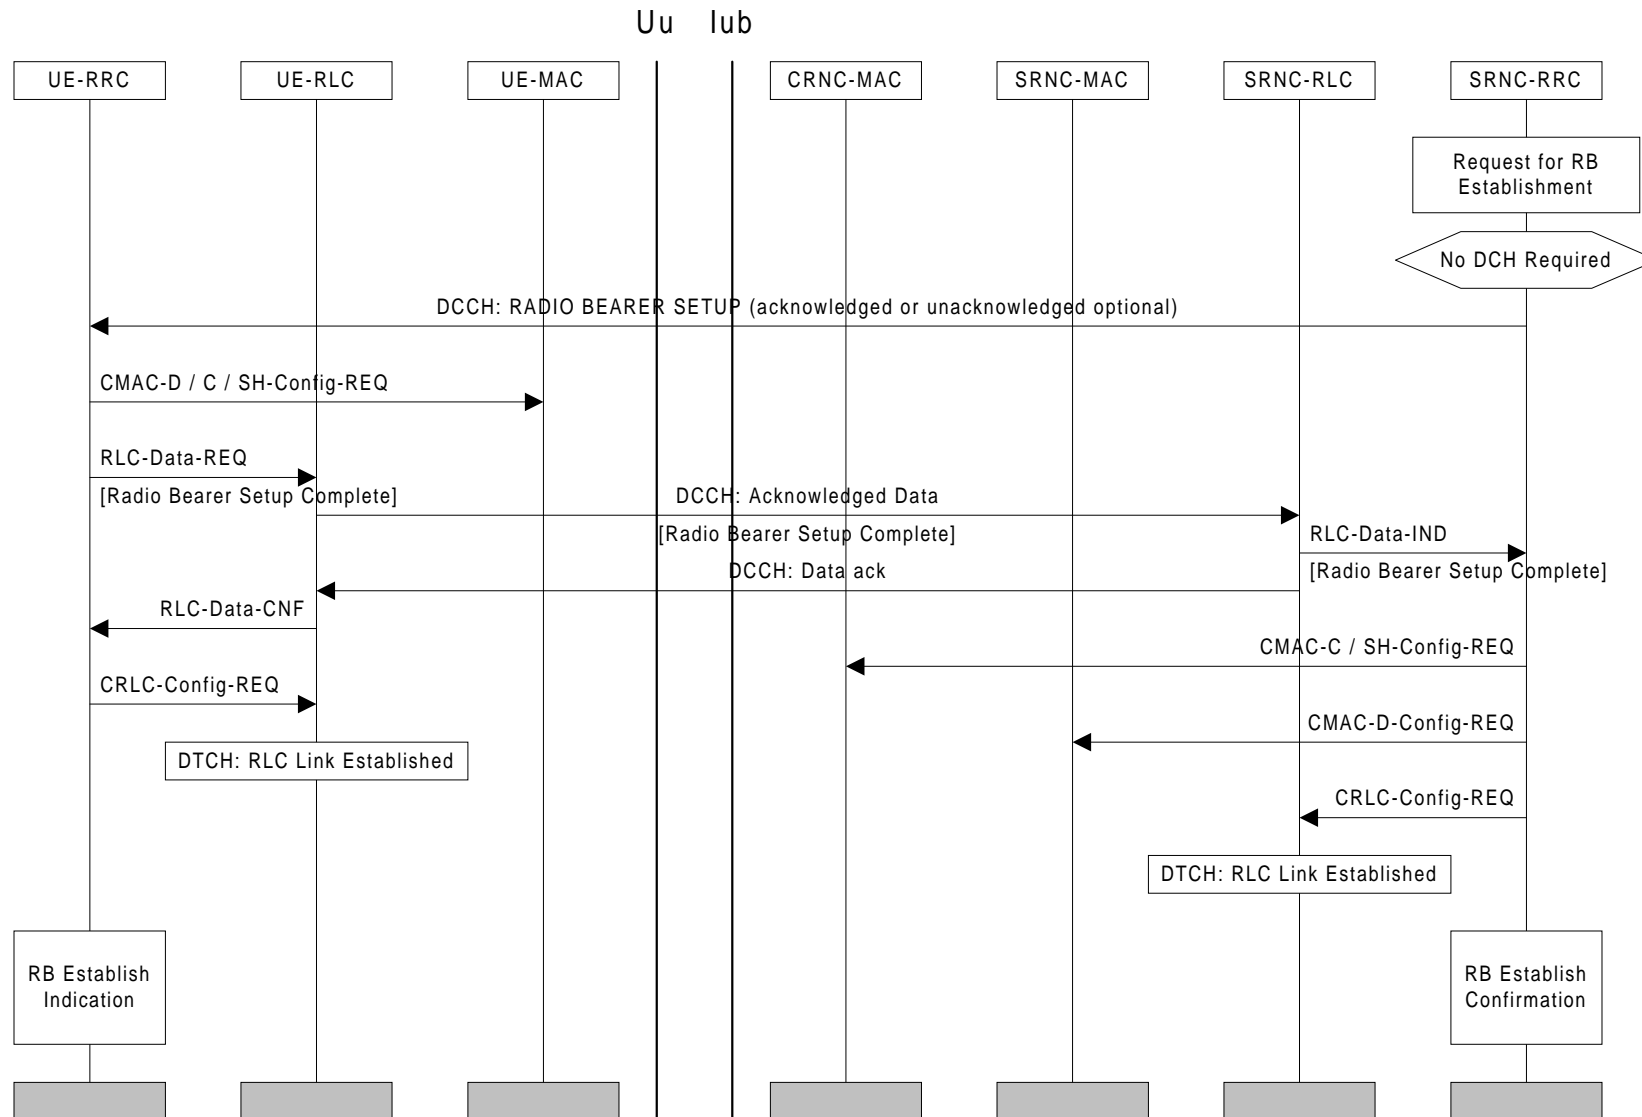 Uu Iub
UE-RRC UE-RLC UE-MAC CRNC-MAC SRNC-MAC SRNC-RLC SRNC-RRC
Request for RB
Establishment
No DCH Required
DCCH: RADIO BEARER SETUP (acknowledged or unacknowledged optional)
CMAC-D / C / SH-Config-REQ
RLC-Data-REQ
[Radio Bearer Setup Complete]
DCCH: Acknowledged Data
[Radio Bearer Setup Complete]
RLC-Data-IND
[Radio Bearer Setup Complete]
DCCH: Data ack
RLC-Data-CNF
CMAC-C / SH-Config-REQ
CRLC-Config-REQ
CMAC-D-Config-REQ
DTCH: RLC Link Established
CRLC-Config-REQ
DTCH: RLC Link Established
RB Establish
Indication
RB Establish
Confirmation